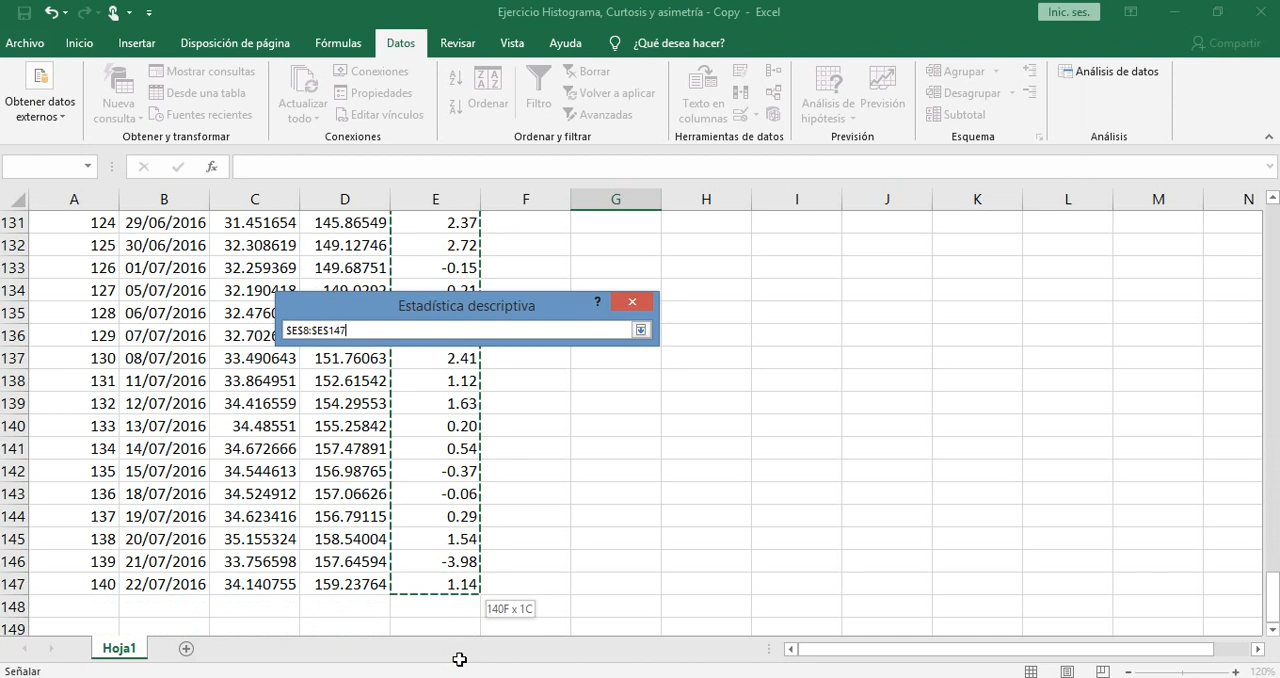 Ejercicio Histograma, Curtosis y asimetría - Copy - Excel
Inic. ses.
Archivo Inicio Insertar Disposición de página Fórmulas Datos Revisar Vista Ayuda ¿Qué desea hacer? Compartir
Obtener datos externos
Nueva consulta
Mostrar consultas
Desde una tabla
Fuentes recientes
Obtener y transformar
Actualizar todo
Conexiones
Propiedades
Editar vínculos
Conexiones
Ordenar
Filtro
Borrar
Volver a aplicar
Avanzadas
Ordenar y filtrar
Texto en columnas
Herramientas de datos
Análisis de hipótesis
Previsión
Previsión
Agrupar
Desagrupar
Subtotal
Esquema
Análisis de datos
Análisis
fx
A B C D E F G H I J K L M N
131 124 29/06/2016 31.451654 145.86549 2.37
132 125 30/06/2016 32.308619 149.12746 2.72
133 126 01/07/2016 32.259369 149.68751 -0.15
134 127 05/07/2016
135 128 06/07/2016
136 129 07/07/2016
Estadística descriptiva ?
$E$8:$E$147
137 130 08/07/2016 33.490643 151.76063 2.41
138 131 11/07/2016 33.864951 152.61542 1.12
139 132 12/07/2016 34.416559 154.29553 1.63
140 133 13/07/2016 34.48551 155.25842 0.20
141 134 14/07/2016 34.672666 157.47891 0.54
142 135 15/07/2016 34.544613 156.98765 -0.37
143 136 18/07/2016 34.524912 157.06626 -0.06
144 137 19/07/2016 34.623416 156.79115 0.29
145 138 20/07/2016 35.155324 158.54004 1.54
146 139 21/07/2016 33.756598 157.64594 -3.98
147 140 22/07/2016 34.140755 159.23764 1.14
148
140F x 1C
149
Hoja1
Señalar
120%